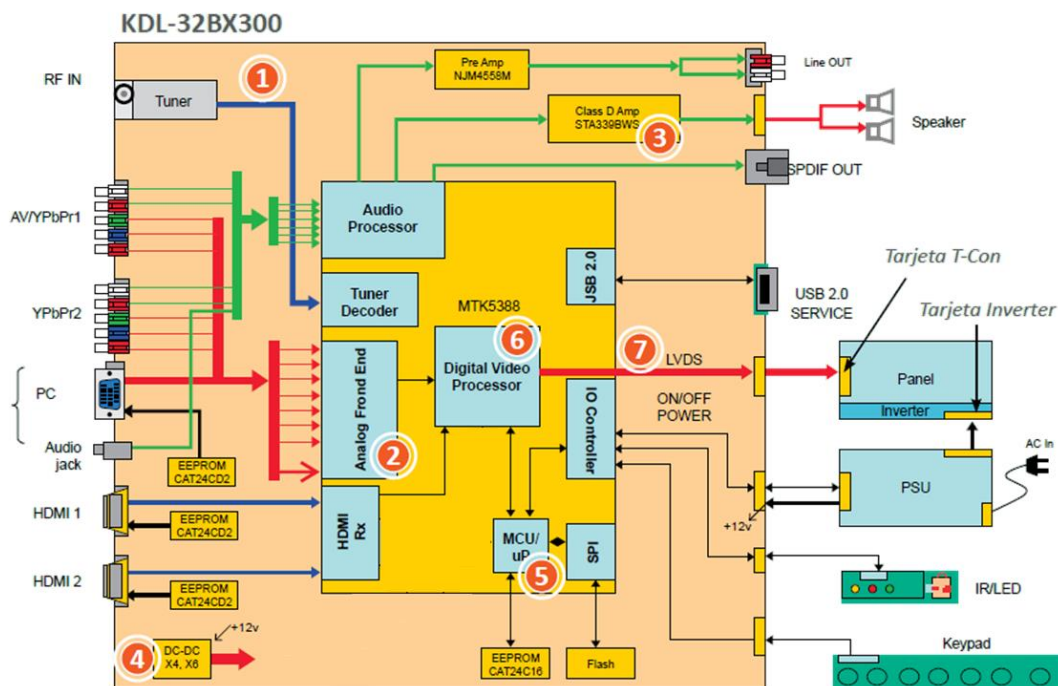 KDL-32BX300
RF IN
Tuner
1
Pre Amp
NJM4558M
Line OUT
Class D Amp
STA339BWS
3
Speaker
SPDIF OUT
AV/YPbPr1
Audio
Processor
JSB 2.0
Tarjeta T-Con
YPbPr2
Tuner
Decoder
MTK5388
USB 2.0
SERVICE
Tarjeta Inverter
6
7
Digital Video
Processor
LVDS
Panel
PC
Analog Frond End
2
IO Controller
ON/OFF
POWER
Inverter
AC In
Audio
jack
EEPROM
CAT24CD2
PSU
HDMI 1
EEPROM
CAT24CD2
HDMI
Rx
+12v
MCU/
uP
SPI
5
HDMI 2
EEPROM
CAT24CD2
IR/LED
+12v
4
DC-DC
X4, X6
EEPROM
CAT24C16
Flash
Keypad